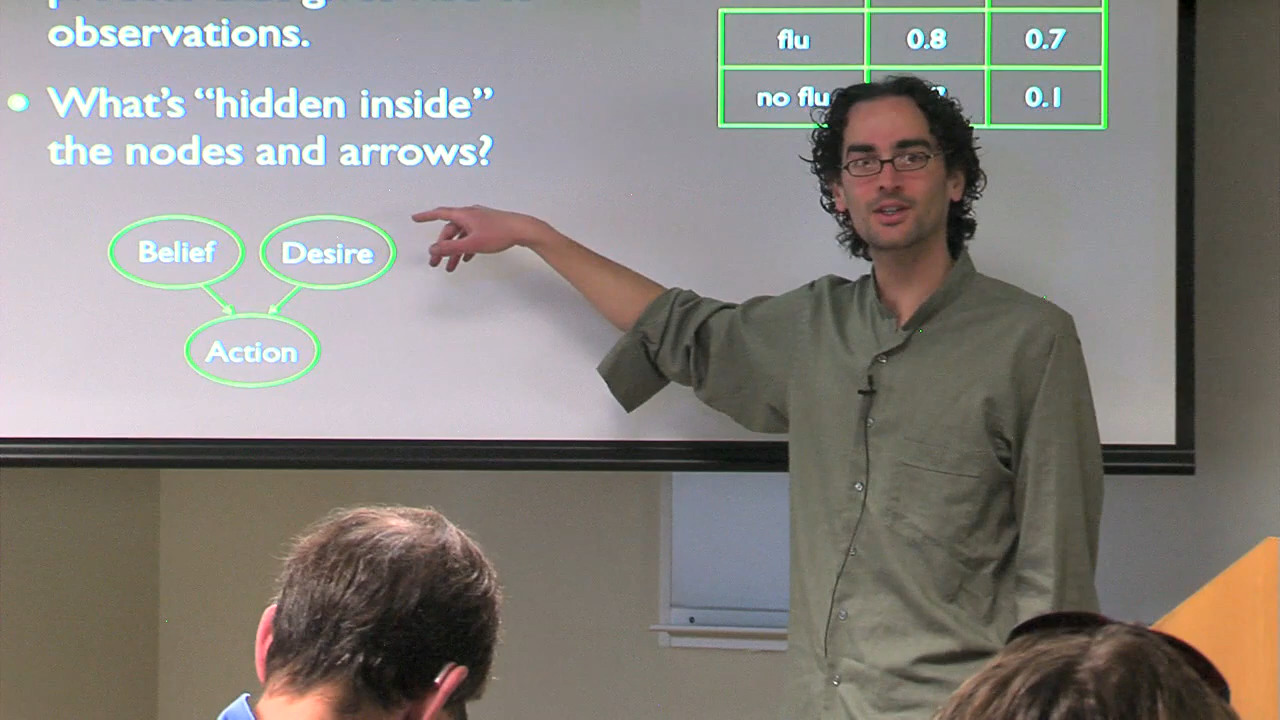 observations.
• What's "hidden inside"
the nodes and arrows?
Belief Desire
Action
flu 0.8 0.7
no flu 0.1